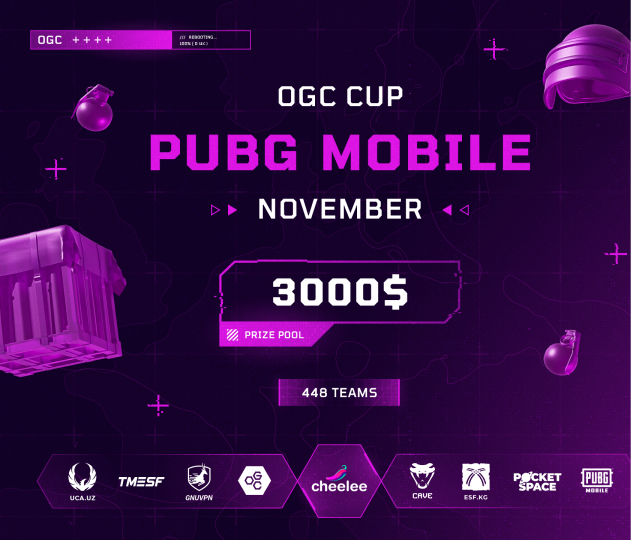 OGC ++++
/// REBOOTING...
OGC CUP
PUBG MOBILE
NOVEMBER
3000$
PRIZE POOL
448 TEAMS
UCA.UZ
TMESF
GNUVPN
OGC
cheelee
CAVE
ESF.KG
POCKET
SPACE
PUBG
MOBILE